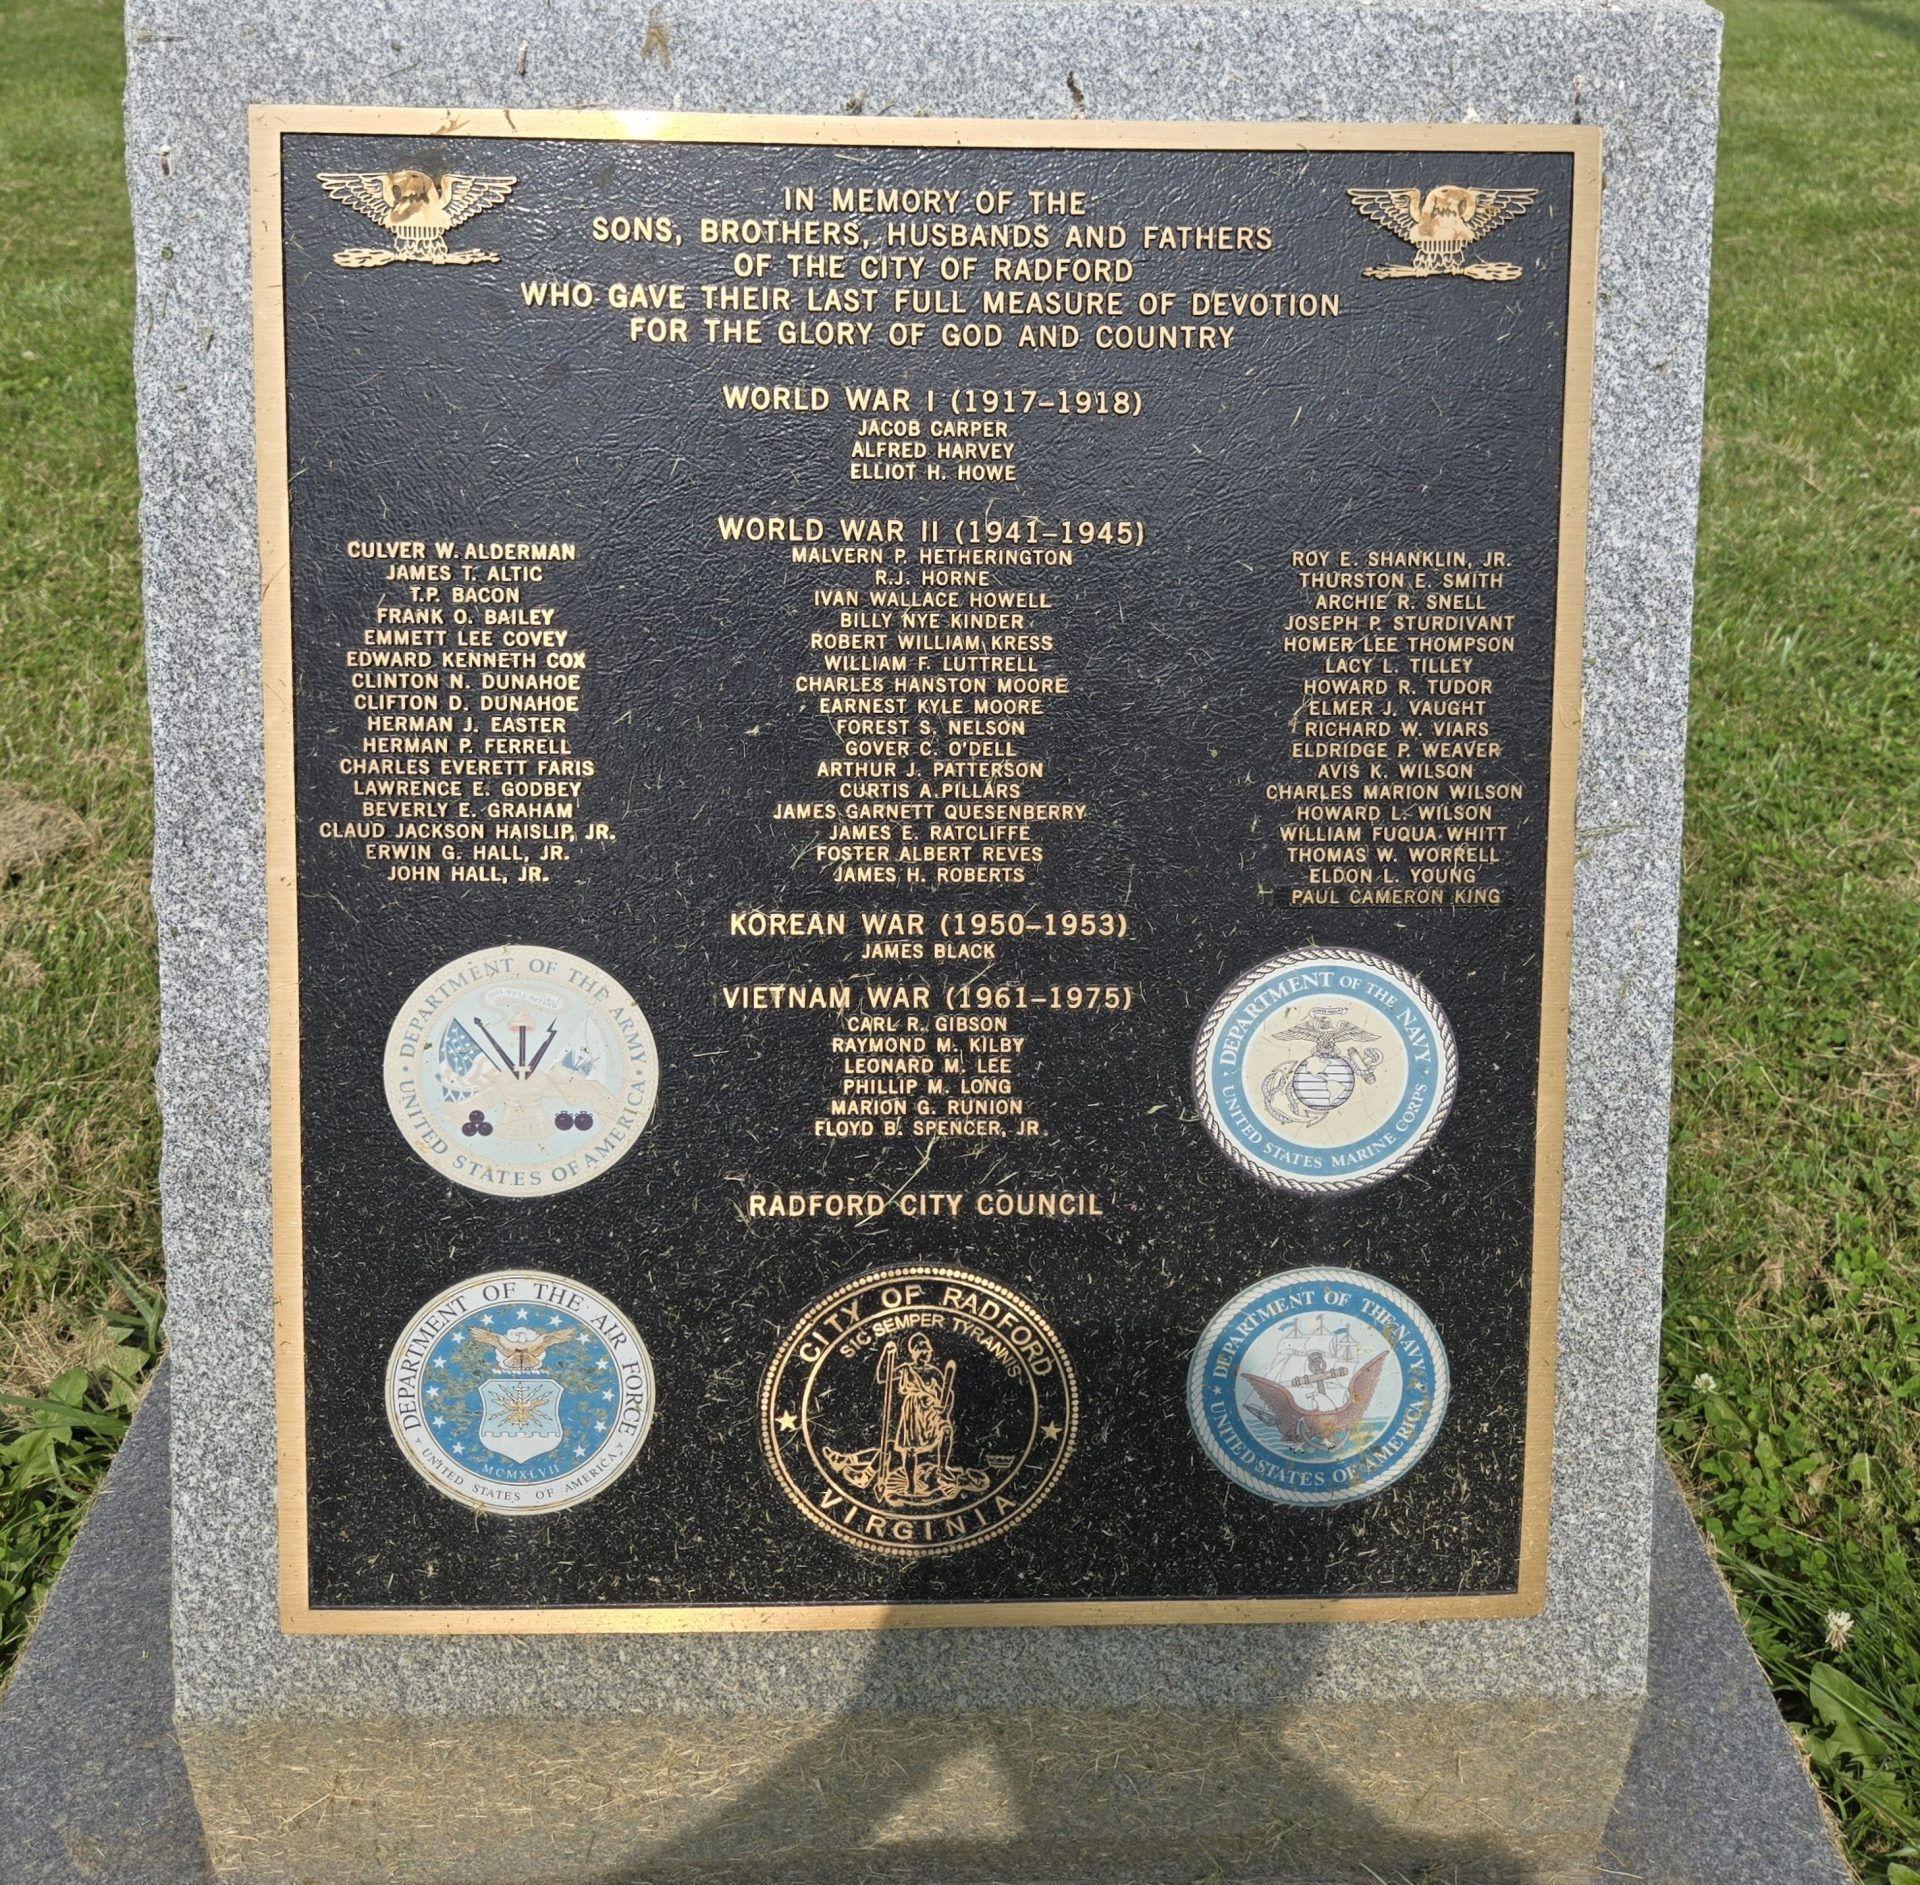 IN MEMORY OF THE
SONS, BROTHERS, HUSBANDS AND FATHERS
OF THE CITY OF RADFORD
WHO GAVE THEIR LAST FULL MEASURE OF DEVOTION
FOR THE GLORY OF GOD AND COUNTRY
WORLD WAR I (1917–1918)
JACOB CARPER
ALFRED HARVEY
ELLIOT H. HOWE
WORLD WAR II (1941–1945)
CULVER W. ALDERMAN
JAMES T. ALTIC
T.P. BACON
FRANK O. BAILEY
EMMETT LEE COVEY
EDWARD KENNETH COX
CLINTON N. DUNAHOE
CLIFTON D. DUNAHOE
HERMAN J. EASTER
HERMAN P. FERRELL
CHARLES EVERETT FARIS
LAWRENCE E. GODBEY
BEVERLY E. GRAHAM
CLAUD JACKSON HAISLIP, JR.
ERWIN G. HALL, JR.
JOHN HALL, JR.
MALVERN P. HETHERINGTON
R.J. HORNE
IVAN WALLACE HOWELL
BILLY NYE KINDER
ROBERT WILLIAM KRESS
WILLIAM F. LUTTRELL
CHARLES HANSTON MOORE
EARNEST KYLE MOORE
FOREST S. NELSON
GOVER C. O'DELL
ARTHUR J. PATTERSON
CURTIS A. PILLARS
JAMES GARNETT QUESENBERRY
JAMES E. RATCLIFFE
FOSTER ALBERT REVES
JAMES H. ROBERTS
ROY E. SHANKLIN, JR.
THURSTON E. SMITH
ARCHIE R. SNELL
JOSEPH P. STURDIVANT
HOMER LEE THOMPSON
LACY L. TILLEY
HOWARD R. TUDOR
ELMER J. VAUGHT
RICHARD W. VIARS
ELDRIDGE P. WEAVER
AVIS K. WILSON
CHARLES MARION WILSON
HOWARD L. WILSON
WILLIAM FUQUA WHITT
THOMAS W. WORRELL
ELDON L. YOUNG
PAUL CAMERON KING
KOREAN WAR (1950–1953)
JAMES BLACK
VIETNAM WAR (1961–1975)
CARL R. GIBSON
RAYMOND M. KILBY
LEONARD M. LEE
PHILLIP M. LONG
MARION G. RUNION
FLOYD B. SPENCER, JR.
DEPARTMENT OF THE ARMY
UNITED STATES OF AMERICA
DEPARTMENT OF THE NAVY
UNITED STATES MARINE CORPS
RADFORD CITY COUNCIL
DEPARTMENT OF THE AIR FORCE
MCMXLVII
UNITED STATES OF AMERICA
CITY OF RADFORD
SIC SEMPER TYRANNIS
VIRGINIA
DEPARTMENT OF THE NAVY
UNITED STATES OF AMERICA